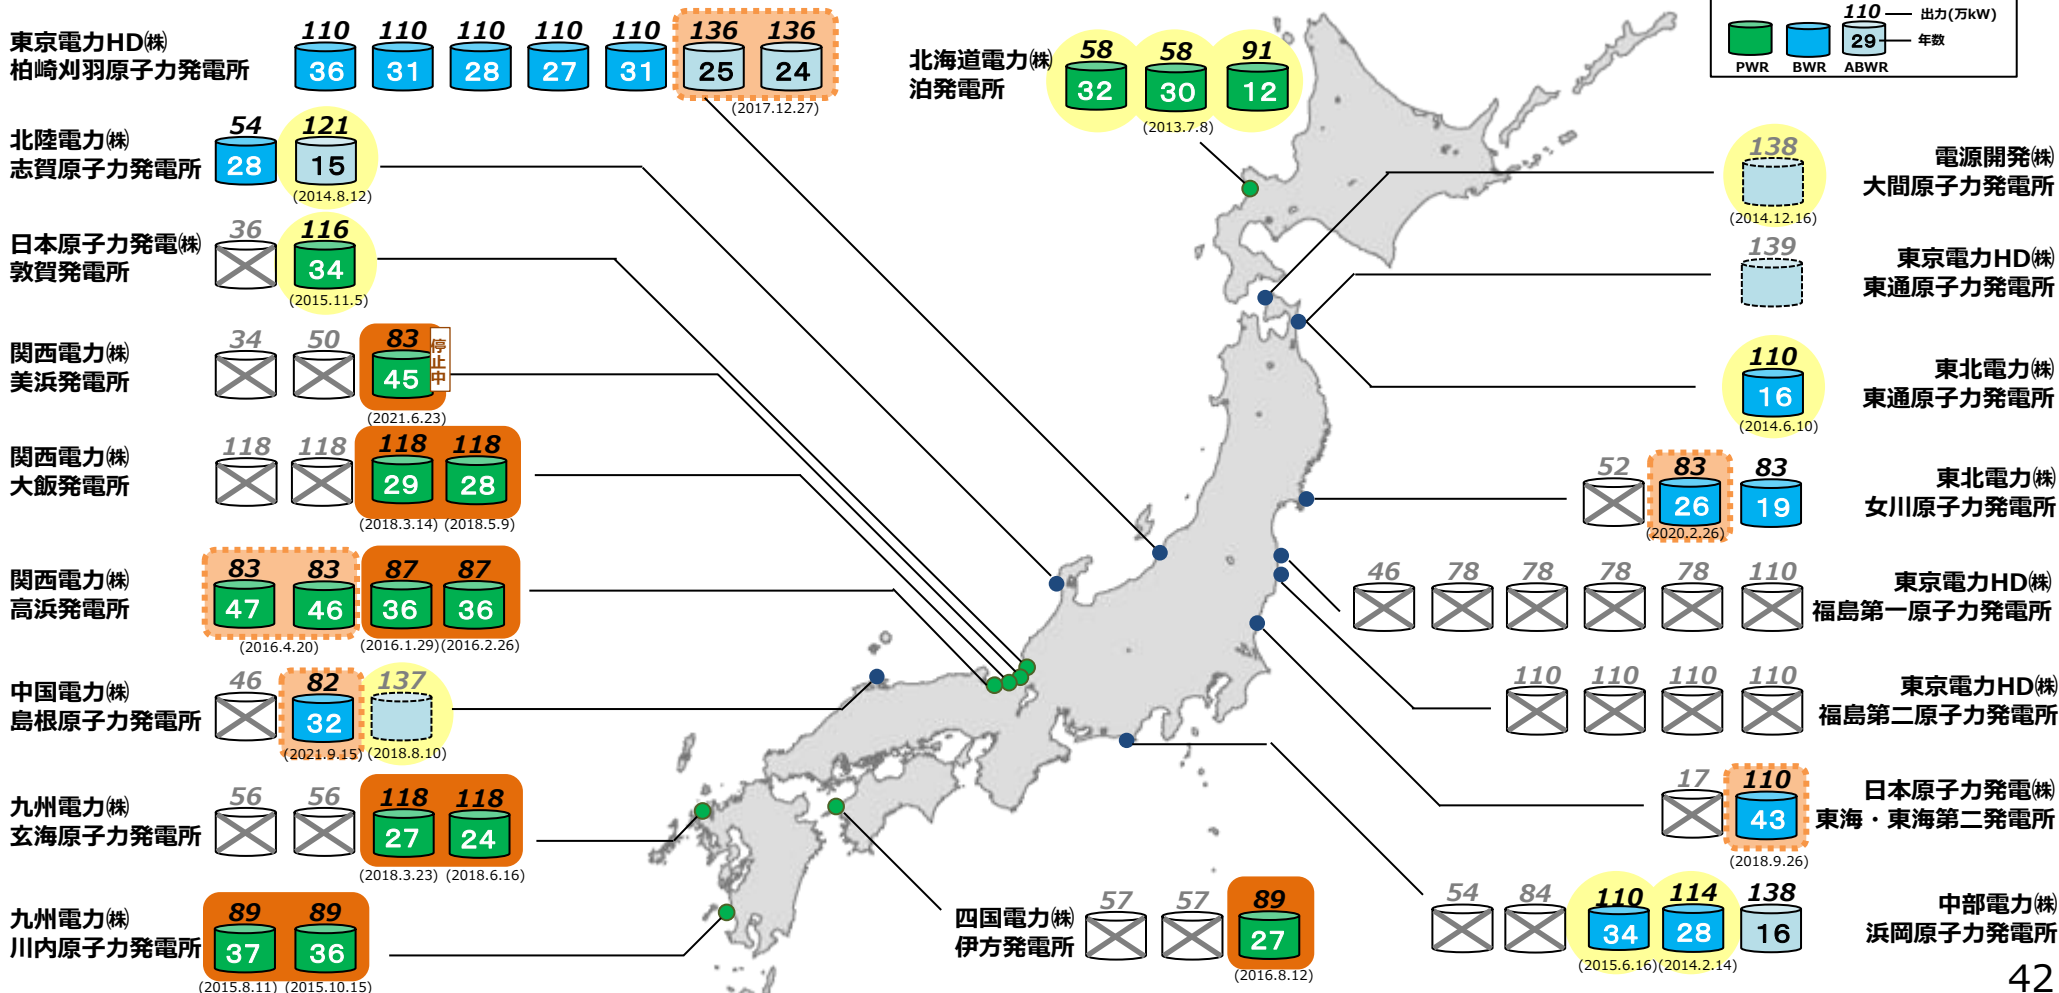 東京電力HD㈱
柏崎刈羽原子力発電所
110 110 110 110 110 136 136
36 31 28 27 31 25 24
(2017.12.27)
北陸電力㈱
志賀原子力発電所
54 121
28 15
(2014.8.12)
日本原子力発電㈱
敦賀発電所
36 116
34
(2015.11.5)
関西電力㈱
美浜発電所
34 50 83
45
停止中
(2021.6.23)
関西電力㈱
大飯発電所
118 118 118 118
29 28
(2018.3.14) (2018.5.9)
関西電力㈱
高浜発電所
83 83 87 87
47 46 36 36
(2016.4.20) (2016.1.29) (2016.2.26)
中国電力㈱
島根原子力発電所
46 82 137
32
(2021.9.15) (2018.8.10)
九州電力㈱
玄海原子力発電所
56 56 118 118
27 24
(2018.3.23) (2018.6.16)
九州電力㈱
川内原子力発電所
89 89
37 36
(2015.8.11) (2015.10.15)
北海道電力㈱
泊発電所
58 58 91
32 30 12
(2013.7.8)
110 出力(万kW)
29 年数
PWR BWR ABWR
138
電源開発㈱
大間原子力発電所
(2014.12.16)
139
東京電力HD㈱
東通原子力発電所
110
16
東北電力㈱
東通原子力発電所
(2014.6.10)
52 83 83
26 19
(2020.2.26)
東北電力㈱
女川原子力発電所
46 78 78 78 78 110
東京電力HD㈱
福島第一原子力発電所
110 110 110 110
東京電力HD㈱
福島第二原子力発電所
17 110
43
(2018.9.26)
日本原子力発電㈱
東海・東海第二発電所
54 84 110 114 138
34 28 16
(2015.6.16) (2014.2.14)
中部電力㈱
浜岡原子力発電所
四国電力㈱
伊方発電所
57 57 89
27
(2016.8.12)
42